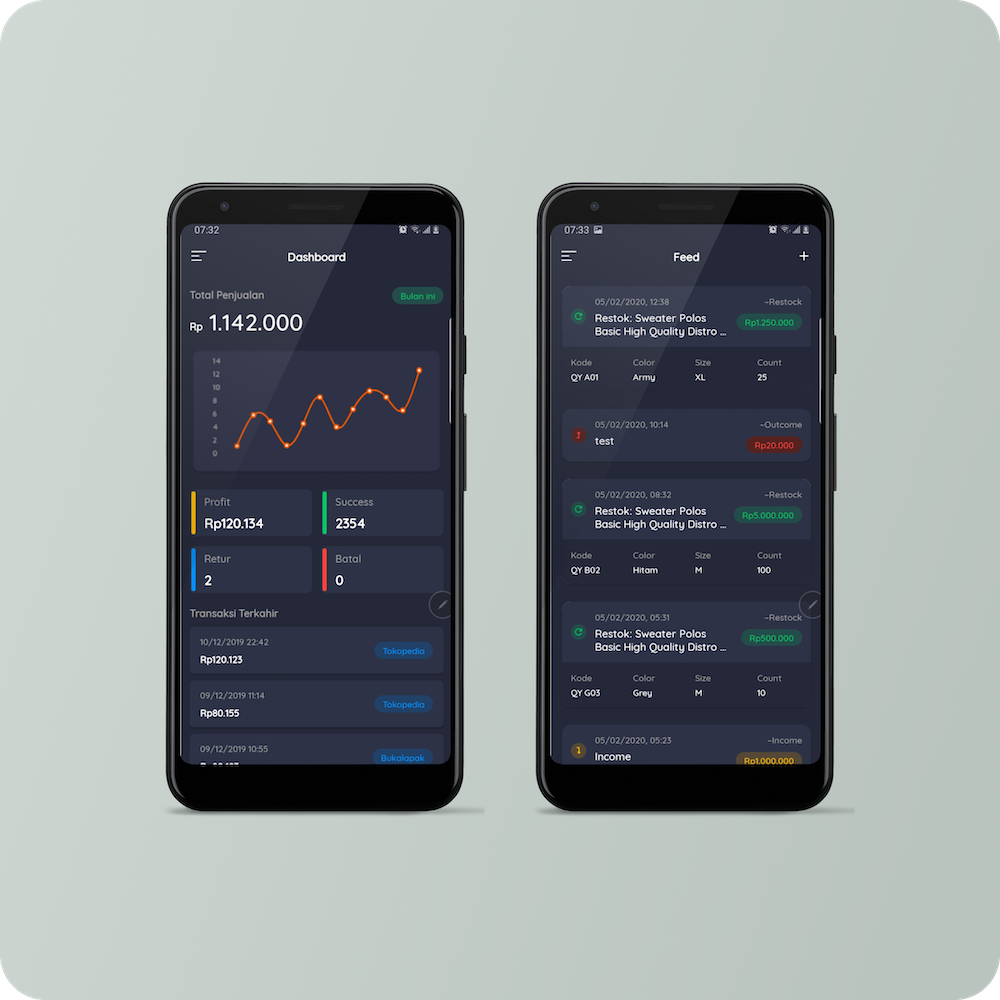 07:32
Dashboard
Total Penjualan
Bulan ini
Rp 1.142.000
14
12
10
8
6
4
2
0
Profit
Rp120.134
Success
2354
Retur
2
Batal
0
Transaksi Terkahir
10/12/2019 22:42
Rp120.123
Tokopedia
09/12/2019 11:14
Rp80.155
Tokopedia
09/12/2019 10:55
Bukalapak
07:33
Feed
+
05/02/2020, 12:38
~Restock
Restok: Sweater Polos
Basic High Quality Distro ...
Rp1.250.000
Kode Color Size Count
QY A01 Army XL 25
05/02/2020, 10:14
~Outcome
test
Rp20.000
05/02/2020, 08:32
~Restock
Restok: Sweater Polos
Basic High Quality Distro ...
Rp5.000.000
Kode Color Size Count
QY B02 Hitam M 100
05/02/2020, 05:31
~Restock
Restok: Sweater Polos
Basic High Quality Distro ...
Rp500.000
Kode Color Size Count
QY G03 Grey M 10
05/02/2020, 05:23
~Income
Income
Rp1.000.000